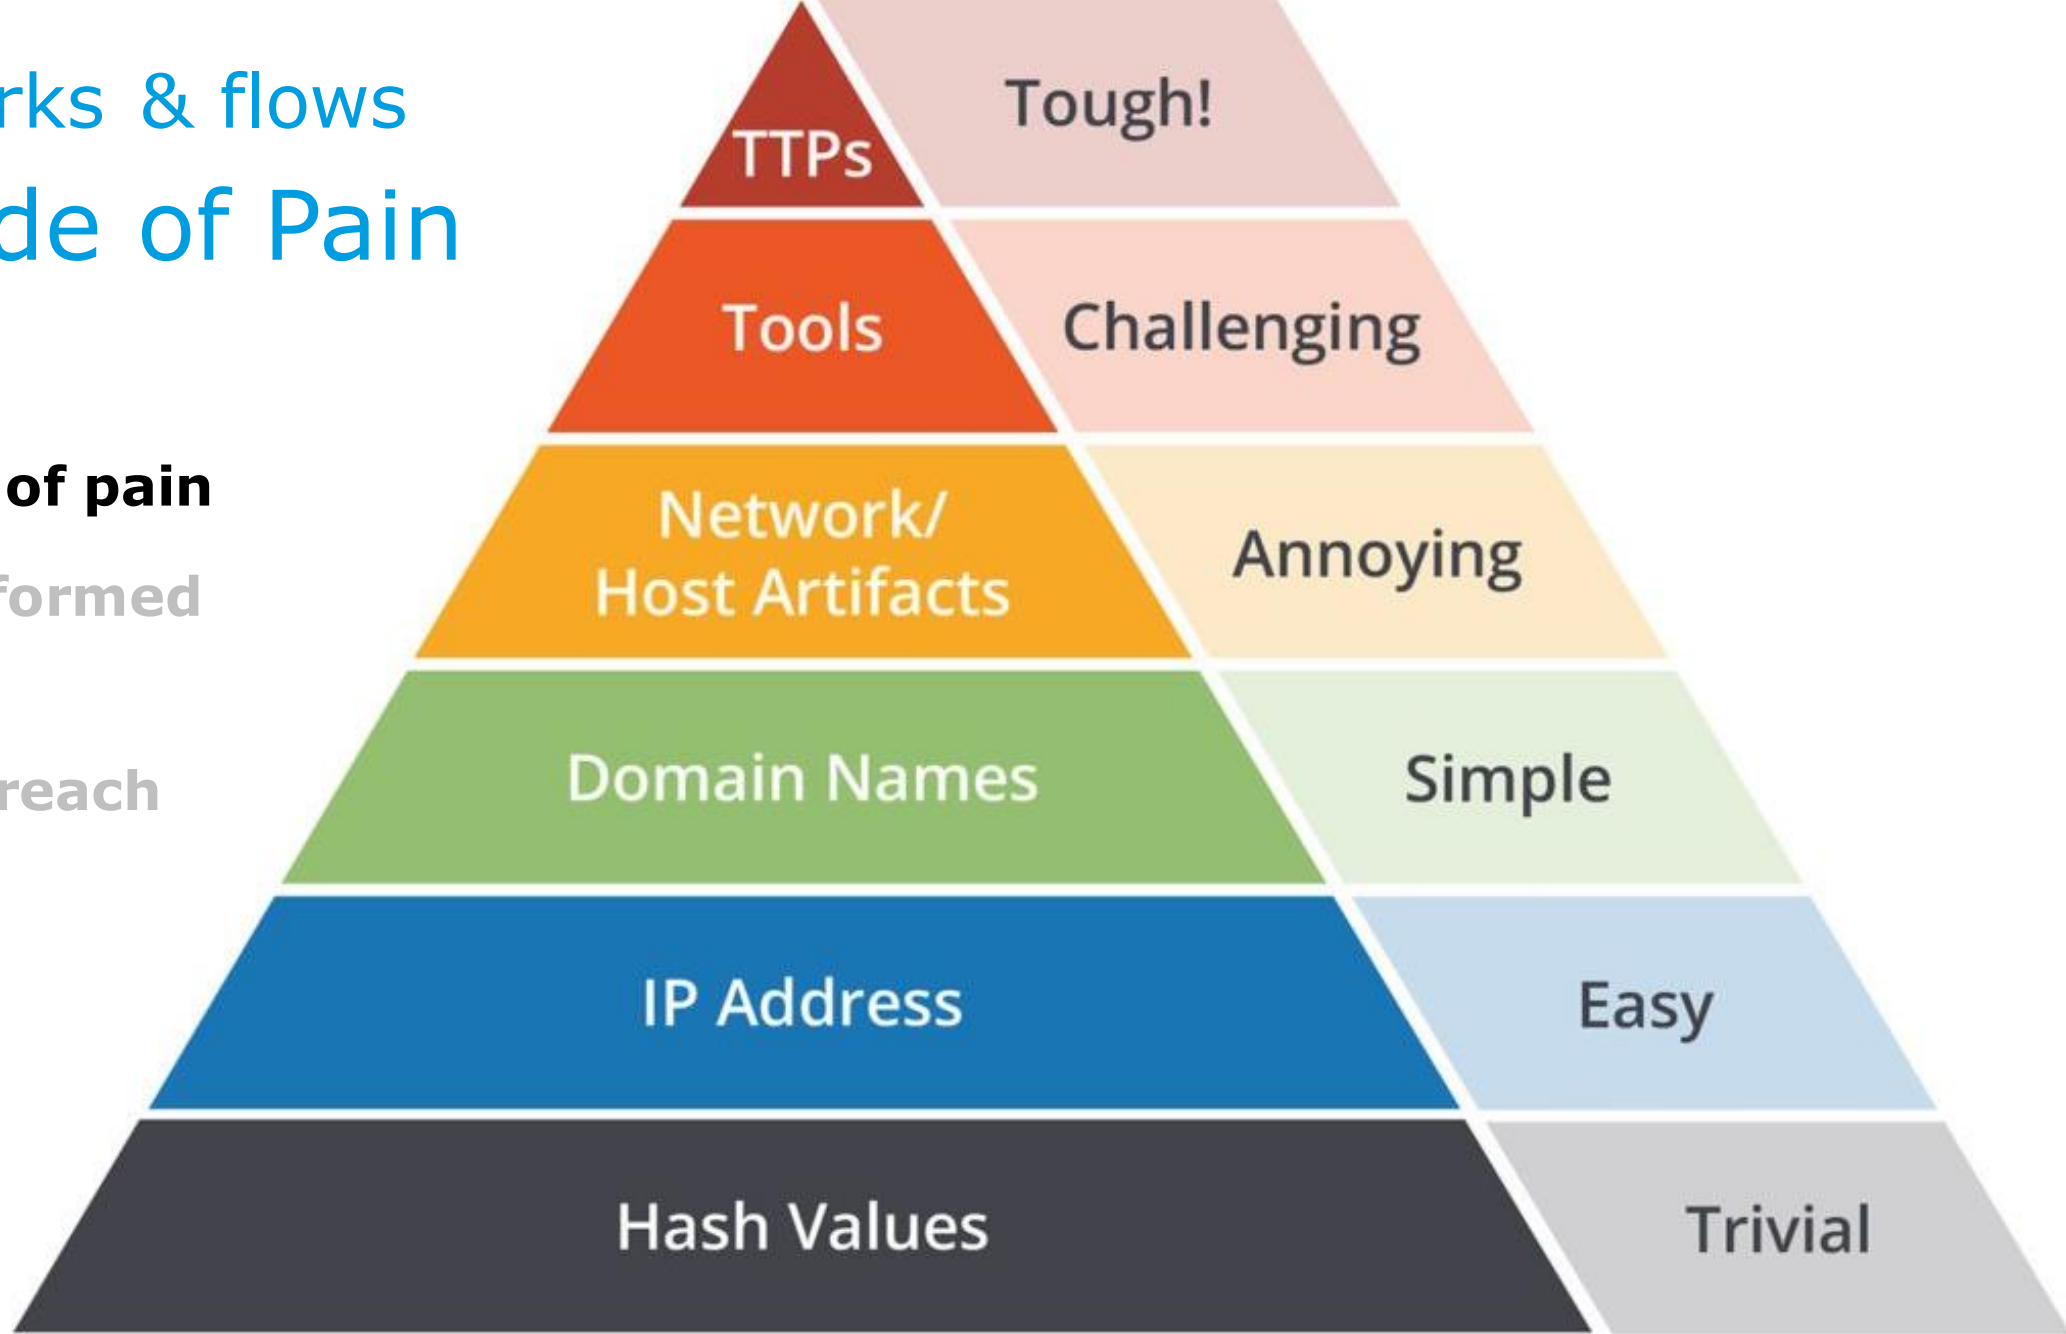 rks & flows
de of Pain
of pain
formed
reach
TTPs
Tough!
Tools
Challenging
Network/
Host Artifacts
Annoying
Domain Names
Simple
IP Address
Easy
Hash Values
Trivial